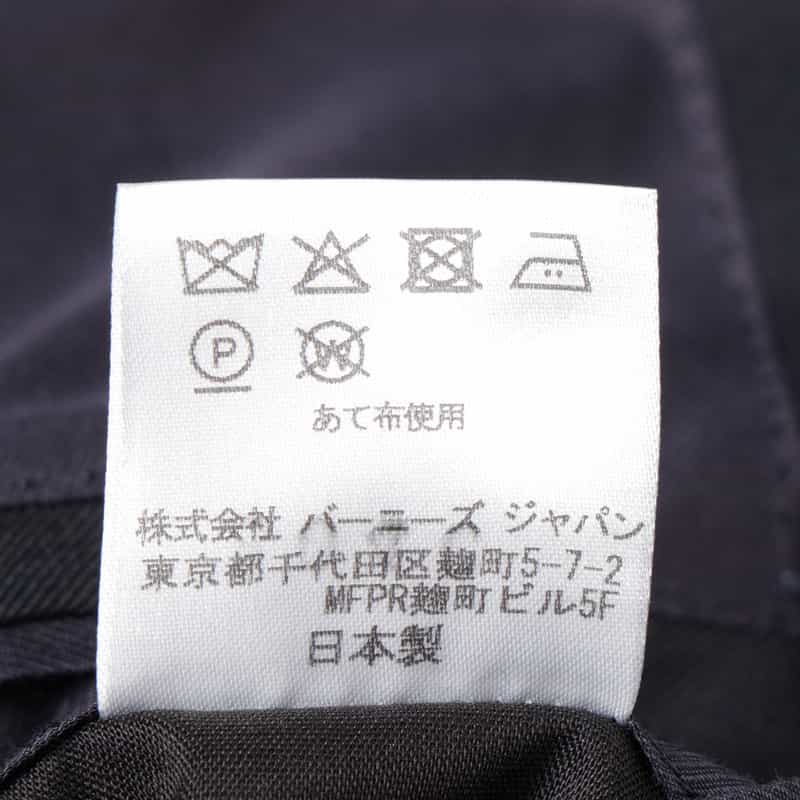 P
W
あて布使用
株式会社 バーニーズ ジャパン
東京都千代田区麹町5-7-2
MFPR麹町ビル5F
日本製